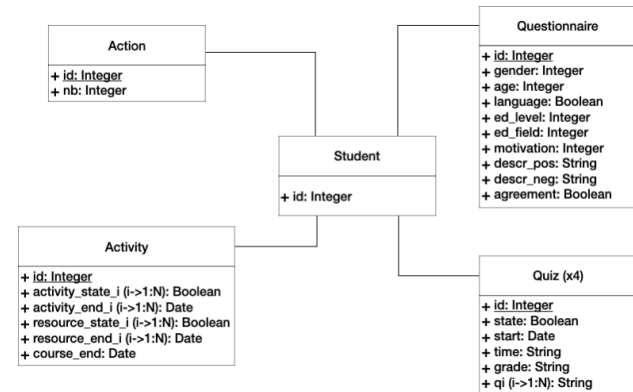 Action
+ id: Integer
+ nb: Integer
Questionnaire
+ id: Integer
+ gender: Integer
+ age: Integer
+ language: Boolean
+ ed_level: Integer
+ ed_field: Integer
+ motivation: Integer
+ descr_pos: String
+ descr_neg: String
+ agreement: Boolean
Student
+ id: Integer
Activity
+ id: Integer
+ activity_state_i (i->1:N): Boolean
+ activity_end_i (i->1:N): Date
+ resource_state_i (i->1:N): Boolean
+ resource_end_i (i->1:N): Date
+ course_end: Date
Quiz (x4)
+ id: Integer
+ state: Boolean
+ start: Date
+ time: String
+ grade: String
+ qi (i->1:N): String